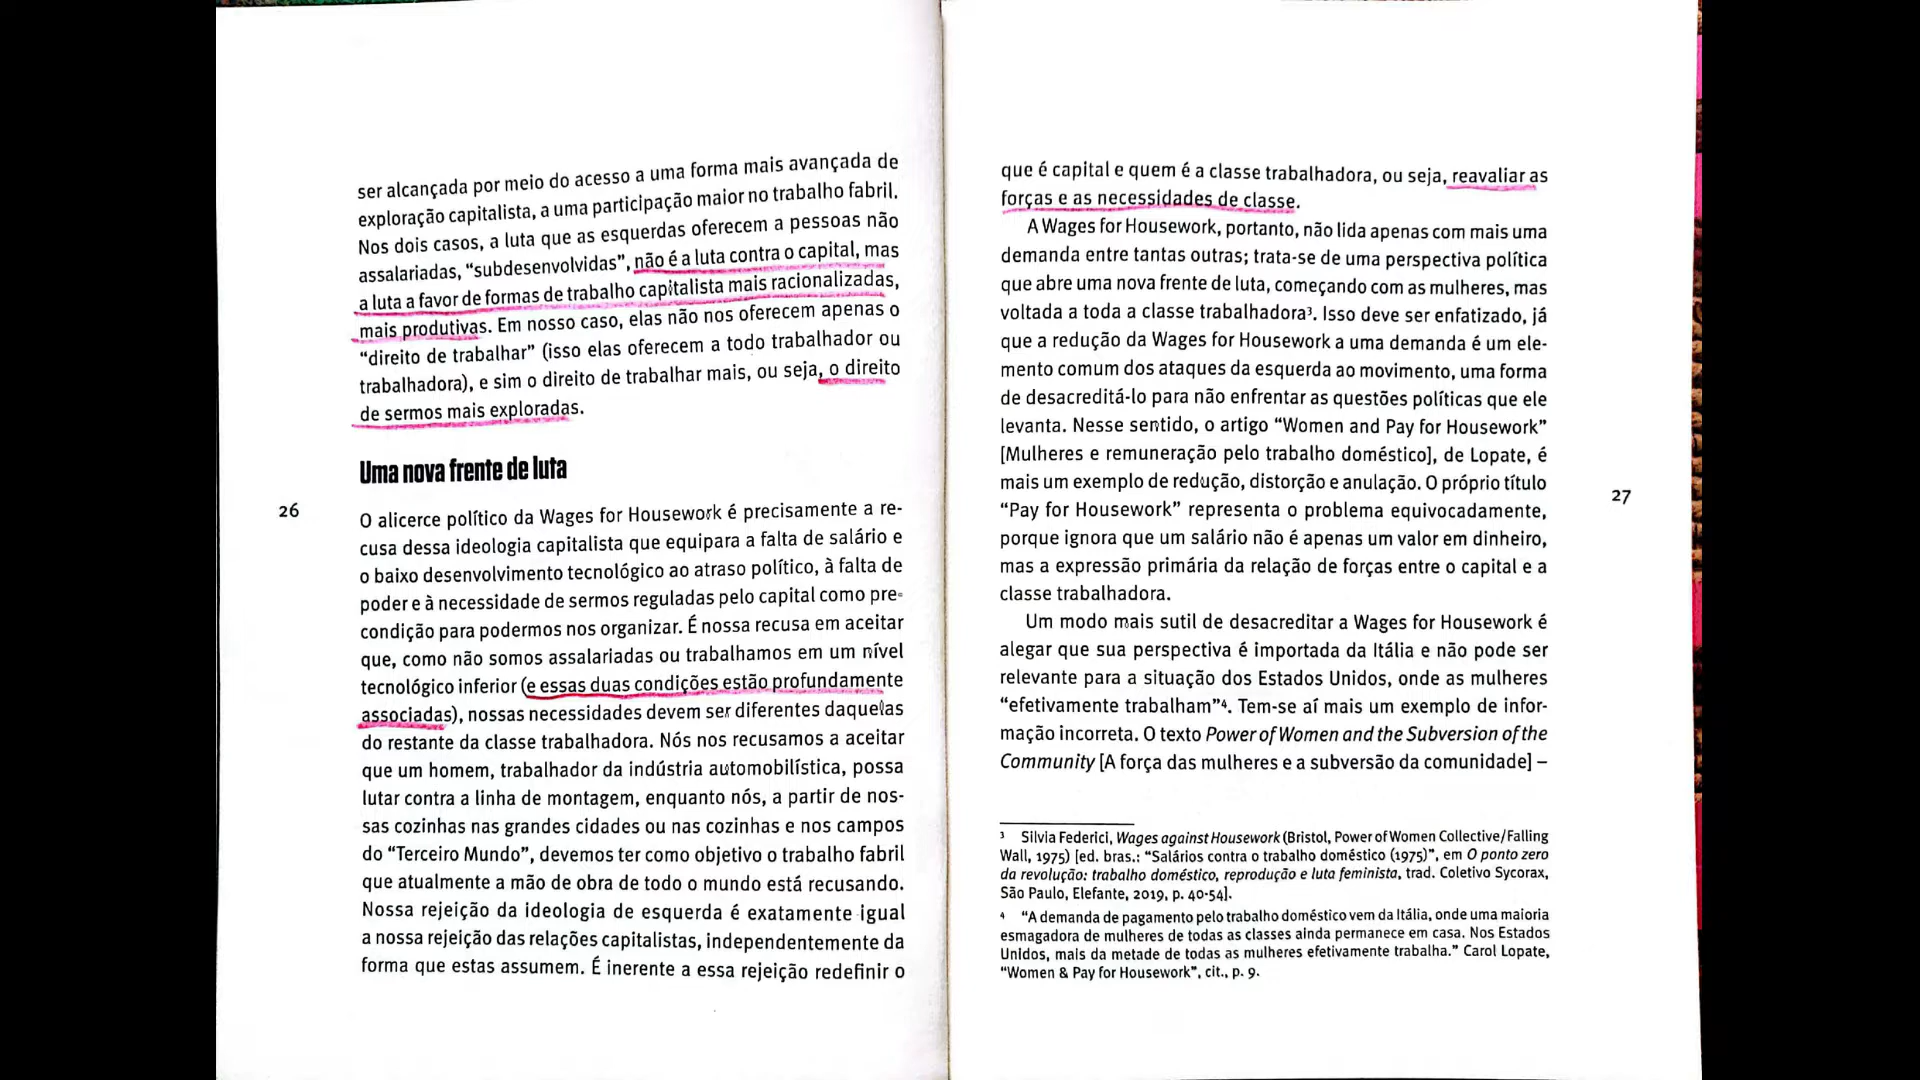 ser alcançada por meio do acesso a uma forma mais avançada de
exploração capitalista, a uma participação maior no trabalho fabril.
Nos dois casos, a luta que as esquerdas oferecem a pessoas não
assalariadas, “subdesenvolvidas”, não é a luta contra o capital, mas
a luta a favor de formas de trabalho capitalista mais racionalizadas,
mais produtivas. Em nosso caso, elas não nos oferecem apenas o
“direito de trabalhar” (isso elas oferecem a todo trabalhador ou
trabalhadora), e sim o direito de trabalhar mais, ou seja, o direito
de sermos mais exploradas.
Uma nova frente de luta
26
O alicerce político da Wages for Housework é precisamente a re-
cusa dessa ideologia capitalista que equipara a falta de salário e
o baixo desenvolvimento tecnológico ao atraso político, à falta de
poder e à necessidade de sermos reguladas pelo capital como pre-
condição para podermos nos organizar. É nossa recusa em aceitar
que, como não somos assalariadas ou trabalhamos em um nível
tecnológico inferior (e essas duas condições estão profundamente
associadas), nossas necessidades devem ser diferentes daquelas
do restante da classe trabalhadora. Nós nos recusamos a aceitar
que um homem, trabalhador da indústria automobilística, possa
lutar contra a linha de montagem, enquanto nós, a partir de nos-
sas cozinhas nas grandes cidades ou nas cozinhas e nos campos
do “Terceiro Mundo”, devemos ter como objetivo o trabalho fabril
que atualmente a mão de obra de todo o mundo está recusando.
Nossa rejeição da ideologia de esquerda é exatamente igual
a nossa rejeição das relações capitalistas, independentemente da
forma que estas assumem. É inerente a essa rejeição redefinir o
que é capital e quem é a classe trabalhadora, ou seja, reavaliar as
forças e as necessidades de classe.
A Wages for Housework, portanto, não lida apenas com mais uma
demanda entre tantas outras; trata-se de uma perspectiva política
que abre uma nova frente de luta, começando com as mulheres, mas
voltada a toda a classe trabalhadora³. Isso deve ser enfatizado, já
que a redução da Wages for Housework a uma demanda é um ele-
mento comum dos ataques da esquerda ao movimento, uma forma
de desacreditá-lo para não enfrentar as questões políticas que ele
levanta. Nesse sentido, o artigo “Women and Pay for Housework”
[Mulheres e remuneração pelo trabalho doméstico], de Lopate, é
mais um exemplo de redução, distorção e anulação. O próprio título
“Pay for Housework” representa o problema equivocadamente,
porque ignora que um salário não é apenas um valor em dinheiro,
mas a expressão primária da relação de forças entre o capital e a
classe trabalhadora.
Um modo mais sutil de desacreditar a Wages for Housework é
alegar que sua perspectiva é importada da Itália e não pode ser
relevante para a situação dos Estados Unidos, onde as mulheres
“efetivamente trabalham”⁴. Tem-se aí mais um exemplo de infor-
mação incorreta. O texto Power of Women and the Subversion of the
Community [A força das mulheres e a subversão da comunidade] –
27
³ Silvia Federici, Wages against Housework (Bristol, Power of Women Collective/Falling
Wall, 1975) [ed. bras.: “Salários contra o trabalho doméstico (1975)”, em O ponto zero
da revolução: trabalho doméstico, reprodução e luta feminista, trad. Coletivo Sycorax,
São Paulo, Elefante, 2019, p. 40-54].
⁴ “A demanda de pagamento pelo trabalho doméstico vem da Itália, onde uma maioria
esmagadora de mulheres de todas as classes ainda permanece em casa. Nos Estados
Unidos, mais da metade de todas as mulheres efetivamente trabalha.” Carol Lopate,
“Women & Pay for Housework”, cit., p. 9.